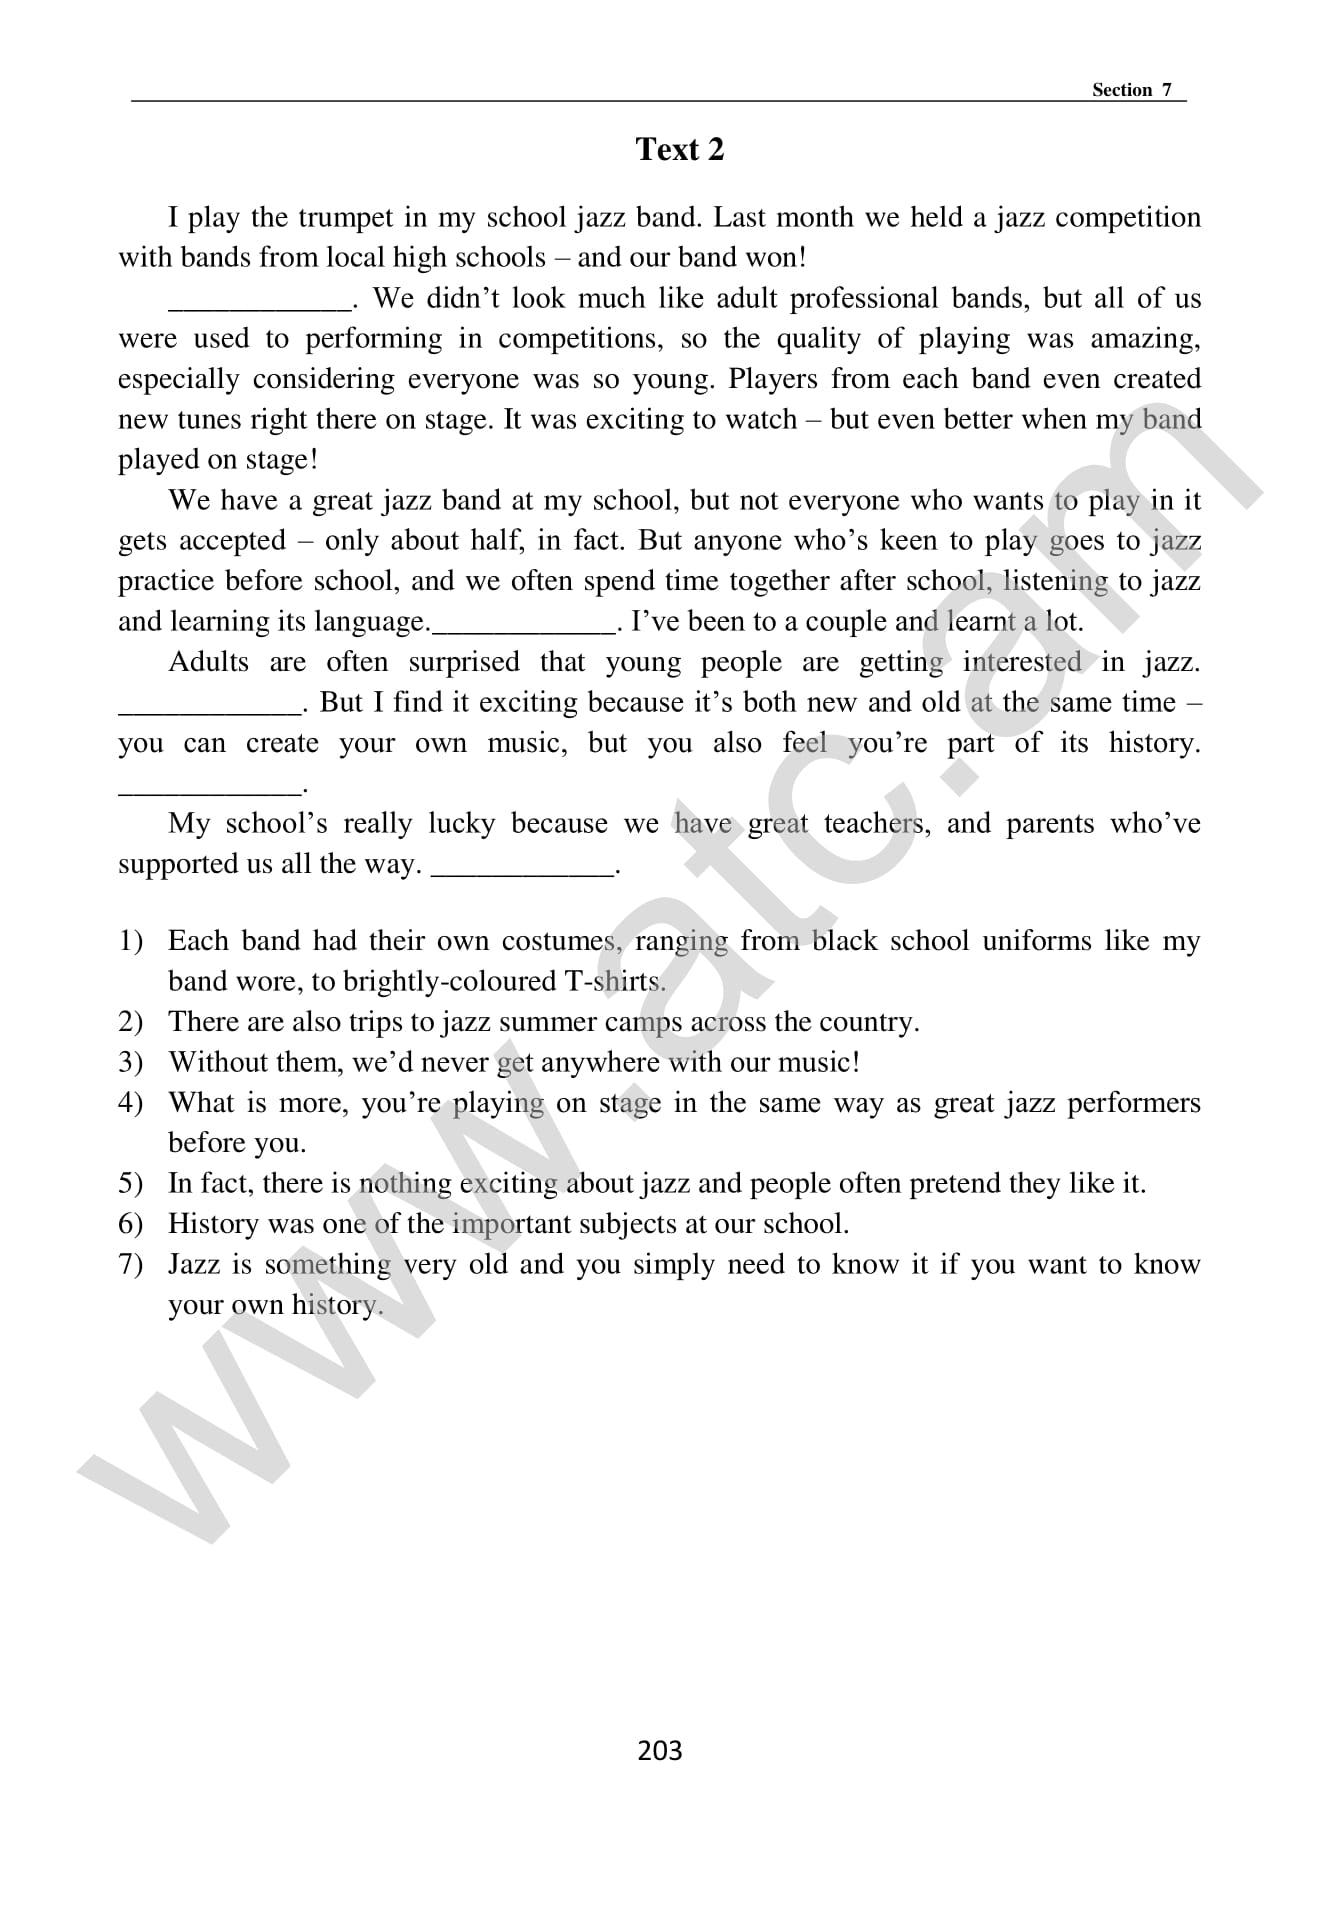 Section 7
Text 2
I play the trumpet in my school jazz band. Last month we held a jazz competition
with bands from local high schools – and our band won!
____________. We didn’t look much like adult professional bands, but all of us
were used to performing in competitions, so the quality of playing was amazing,
especially considering everyone was so young. Players from each band even created
new tunes right there on stage. It was exciting to watch – but even better when my band
played on stage!
We have a great jazz band at my school, but not everyone who wants to play in it
gets accepted – only about half, in fact. But anyone who’s keen to play goes to jazz
practice before school, and we often spend time together after school, listening to jazz
and learning its language.____________. I’ve been to a couple and learnt a lot.
Adults are often surprised that young people are getting interested in jazz.
____________. But I find it exciting because it’s both new and old at the same time –
you can create your own music, but you also feel you’re part of its history.
____________.
My school’s really lucky because we have great teachers, and parents who’ve
supported us all the way. ____________.
1) Each band had their own costumes, ranging from black school uniforms like my
band wore, to brightly-coloured T-shirts.
2) There are also trips to jazz summer camps across the country.
3) Without them, we’d never get anywhere with our music!
4) What is more, you’re playing on stage in the same way as great jazz performers
before you.
5) In fact, there is nothing exciting about jazz and people often pretend they like it.
6) History was one of the important subjects at our school.
7) Jazz is something very old and you simply need to know it if you want to know
your own history.
www.atc.am
203